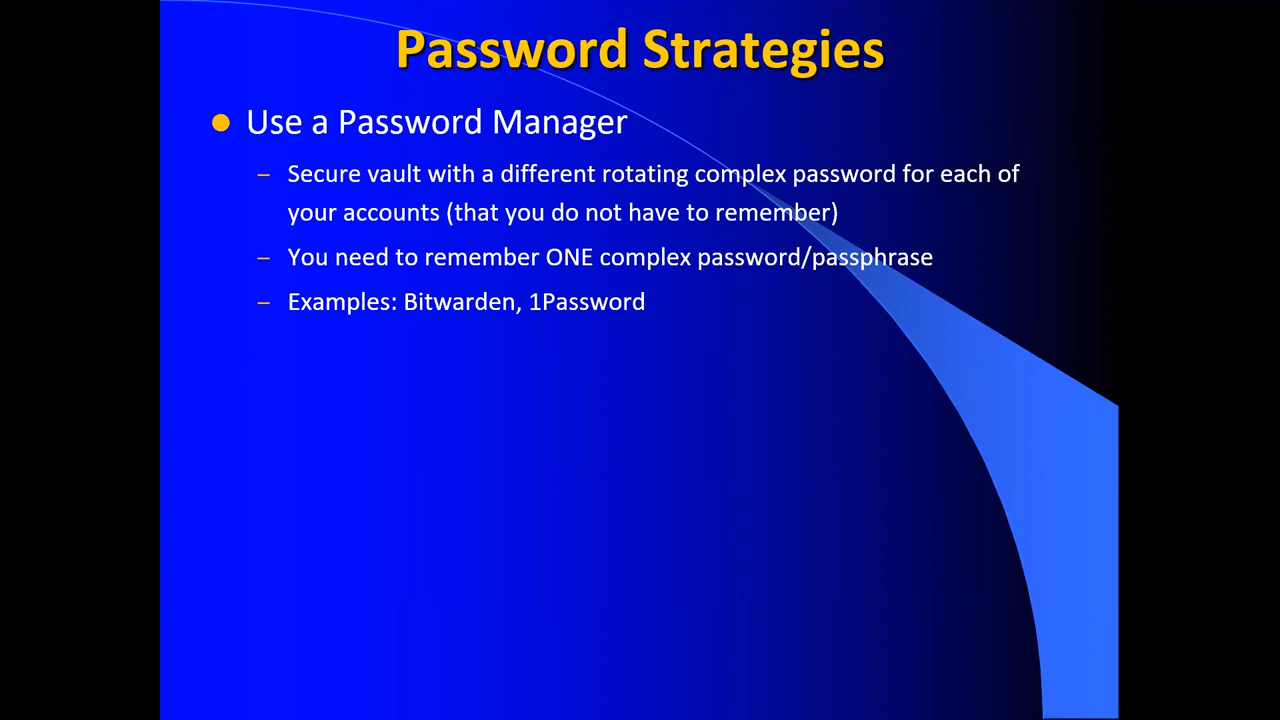 Password Strategies
Use a Password Manager
– Secure vault with a different rotating complex password for each of
your accounts (that you do not have to remember)
– You need to remember ONE complex password/passphrase
– Examples: Bitwarden, 1Password